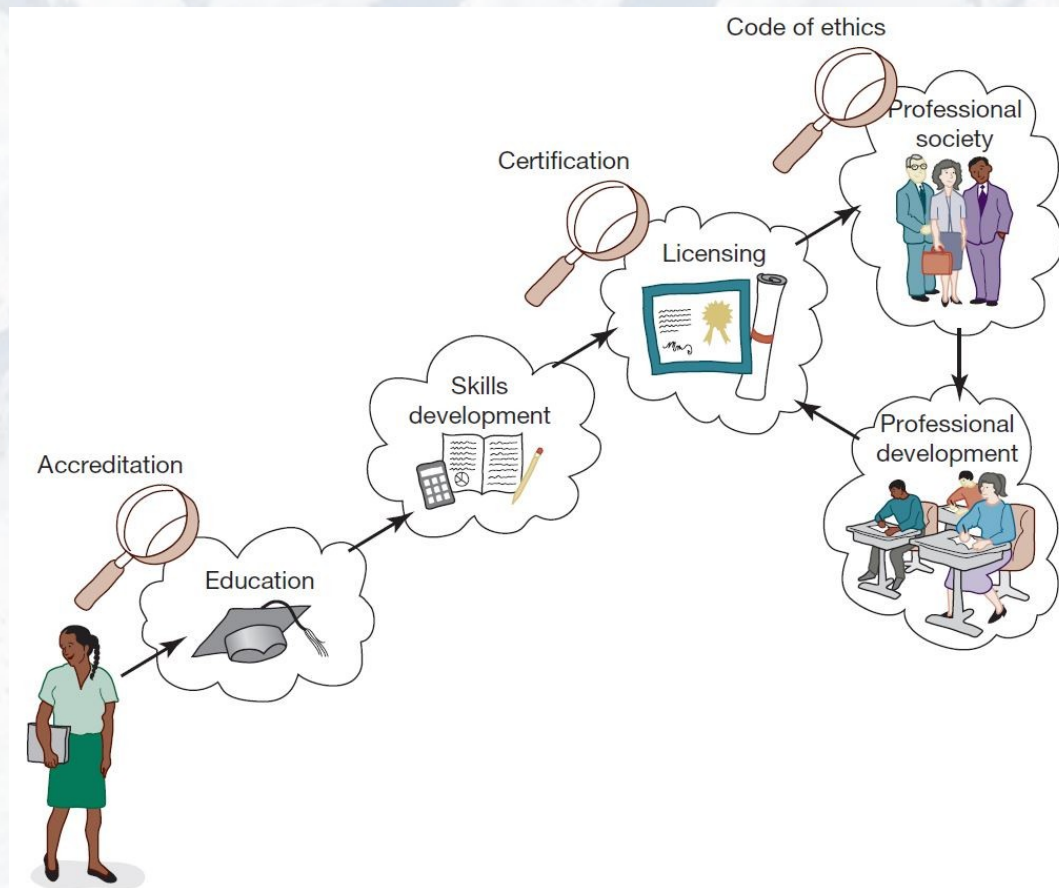 Code of ethics
Professional
society
Certification
Licensing
Skills
development
Professional
development
Accreditation
Education